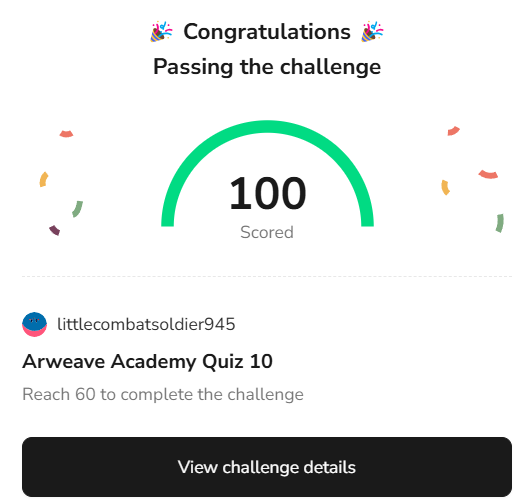 🎉 Congratulations 🎉
Passing the challenge
100
Scored
littlecombatsoldier945
Arweave Academy Quiz 10
Reach 60 to complete the challenge
View challenge details